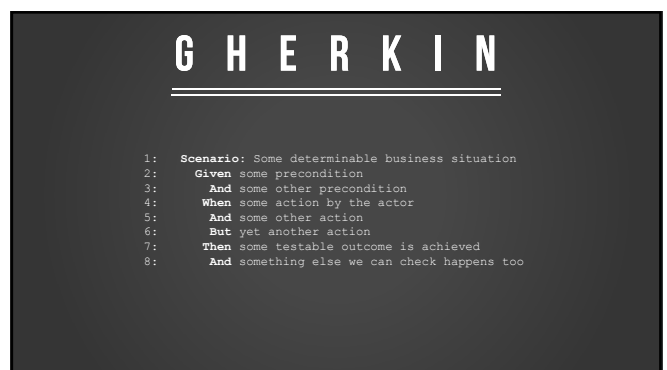 GHERKIN
1: Scenario: Some determinable business situation
2: Given some precondition
3: And some other precondition
4: When some action by the actor
5: And some other action
6: But yet another action
7: Then some testable outcome is achieved
8: And something else we can check happens too